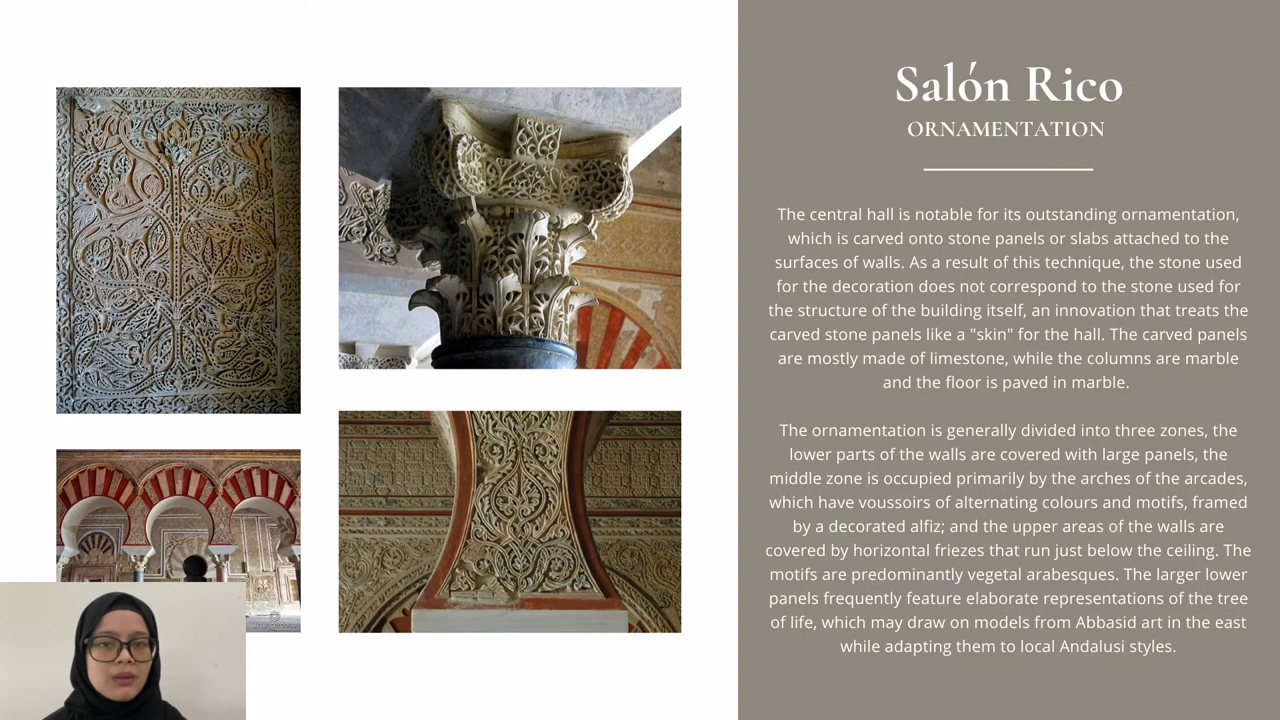 Salón Rico
ORNAMENTATION
The central hall is notable for its outstanding ornamentation,
which is carved onto stone panels or slabs attached to the
surfaces of walls. As a result of this technique, the stone used
for the decoration does not correspond to the stone used for
the structure of the building itself, an innovation that treats the
carved stone panels like a "skin" for the hall. The carved panels
are mostly made of limestone, while the columns are marble
and the floor is paved in marble.
The ornamentation is generally divided into three zones, the
lower parts of the walls are covered with large panels, the
middle zone is occupied primarily by the arches of the arcades,
which have voussoirs of alternating colours and motifs, framed
by a decorated alfiz; and the upper areas of the walls are
covered by horizontal friezes that run just below the ceiling. The
motifs are predominantly vegetal arabesques. The larger lower
panels frequently feature elaborate representations of the tree
of life, which may draw on models from Abbasid art in the east
while adapting them to local Andalusi styles.